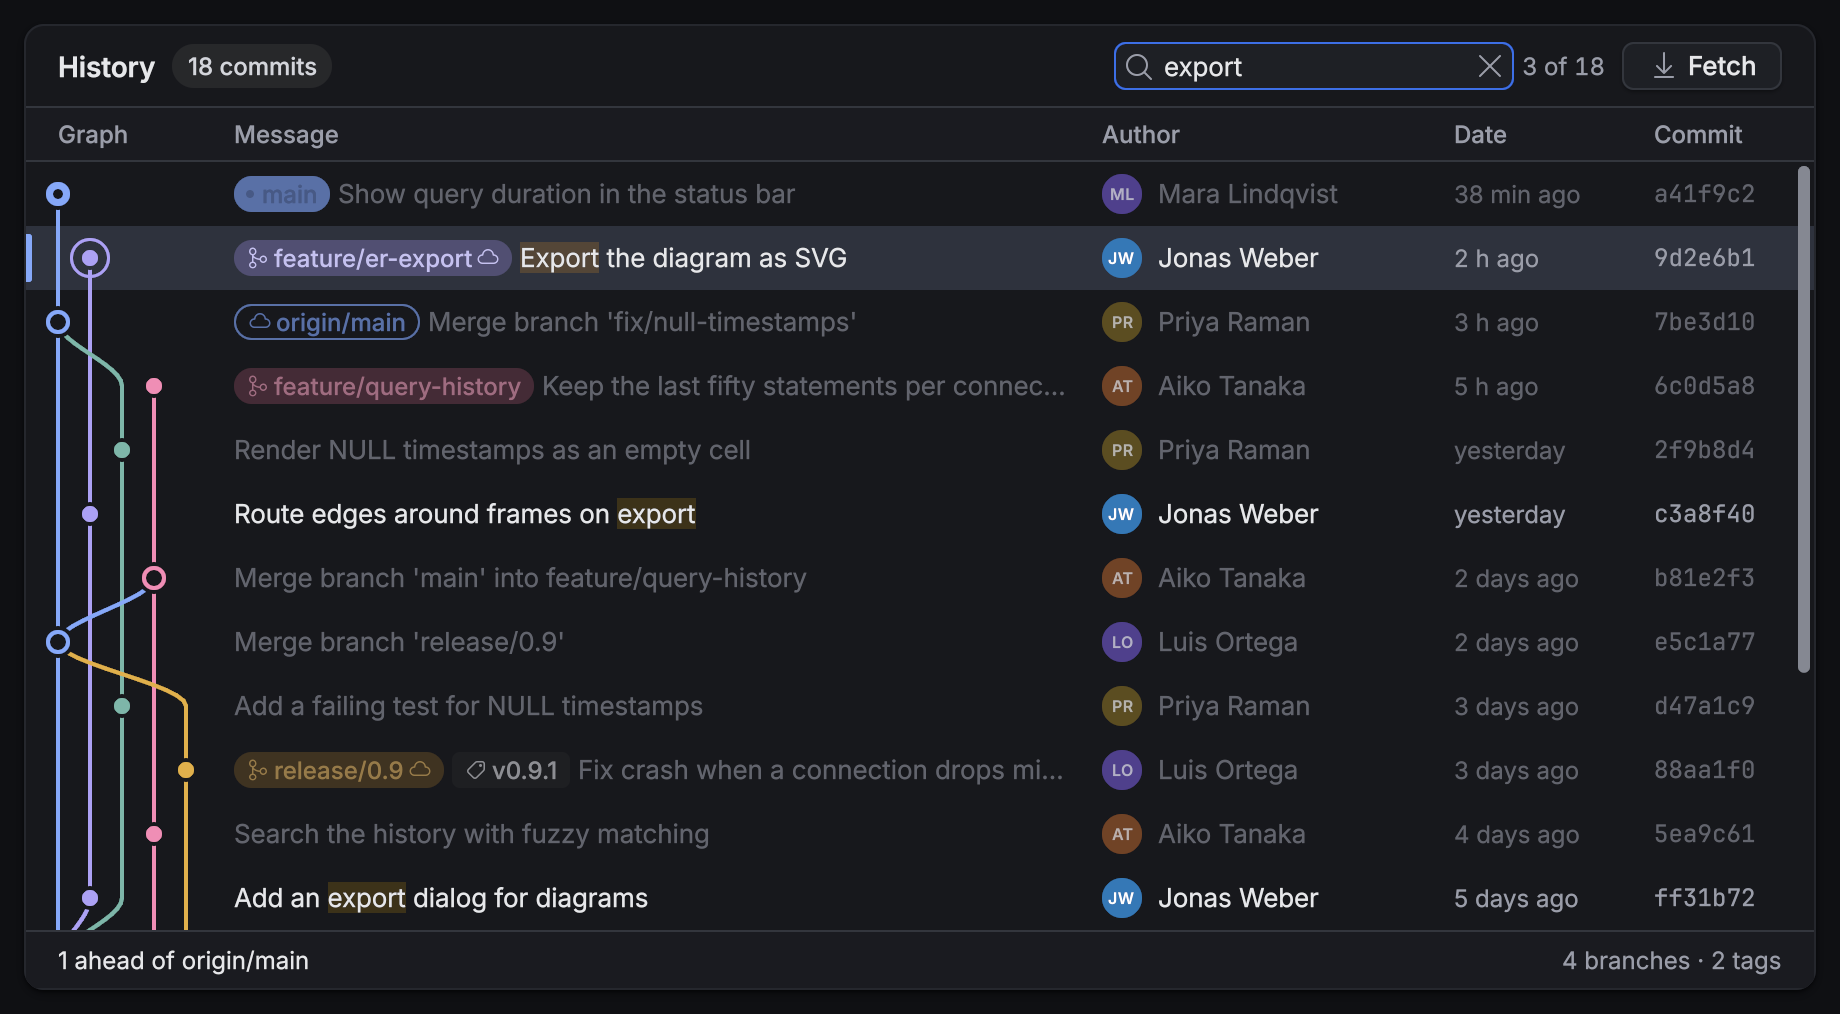 History 18 commits export 3 of 18 Fetch
Graph Message Author Date Commit
main Show query duration in the status bar ML Mara Lindqvist 38 min ago a41f9c2
feature/er-export Export the diagram as SVG JW Jonas Weber 2 h ago 9d2e6b1
origin/main Merge branch 'fix/null-timestamps' PR Priya Raman 3 h ago 7be3d10
feature/query-history Keep the last fifty statements per connec... AT Aiko Tanaka 5 h ago 6c0d5a8
Render NULL timestamps as an empty cell PR Priya Raman yesterday 2f9b8d4
Route edges around frames on export JW Jonas Weber yesterday c3a8f40
Merge branch 'main' into feature/query-history AT Aiko Tanaka 2 days ago b81e2f3
Merge branch 'release/0.9' LO Luis Ortega 2 days ago e5c1a77
Add a failing test for NULL timestamps PR Priya Raman 3 days ago d47a1c9
release/0.9 v0.9.1 Fix crash when a connection drops mi... LO Luis Ortega 3 days ago 88aa1f0
Search the history with fuzzy matching AT Aiko Tanaka 4 days ago 5ea9c61
Add an export dialog for diagrams JW Jonas Weber 5 days ago ff31b72
1 ahead of origin/main 4 branches · 2 tags